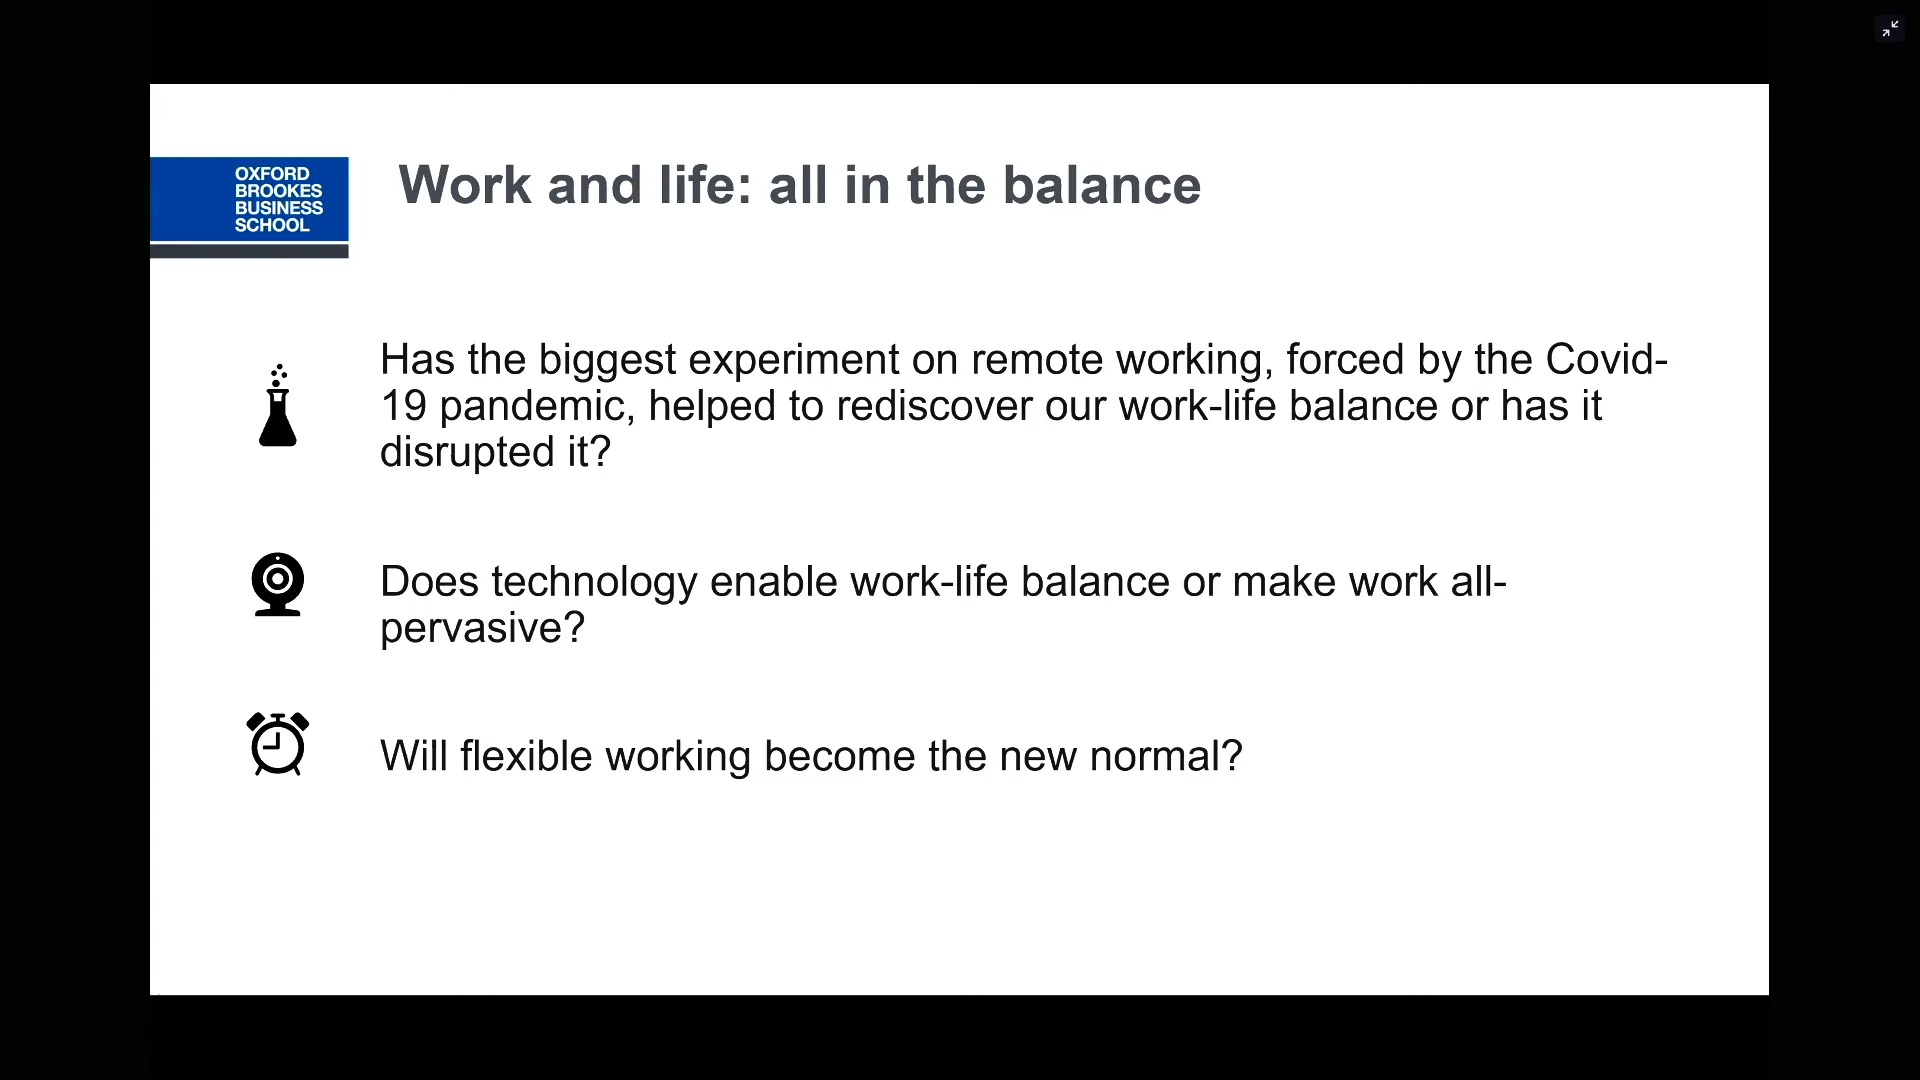 OXFORD
BROOKES
BUSINESS
SCHOOL
Work and life: all in the balance
Has the biggest experiment on remote working, forced by the Covid-
19 pandemic, helped to rediscover our work-life balance or has it
disrupted it?
Does technology enable work-life balance or make work all-
pervasive?
Will flexible working become the new normal?